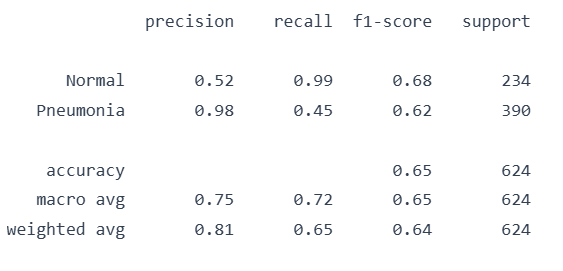 precision recall f1-score support
Normal 0.52 0.99 0.68 234
Pneumonia 0.98 0.45 0.62 390
accuracy 0.65 624
macro avg 0.75 0.72 0.65 624
weighted avg 0.81 0.65 0.64 624